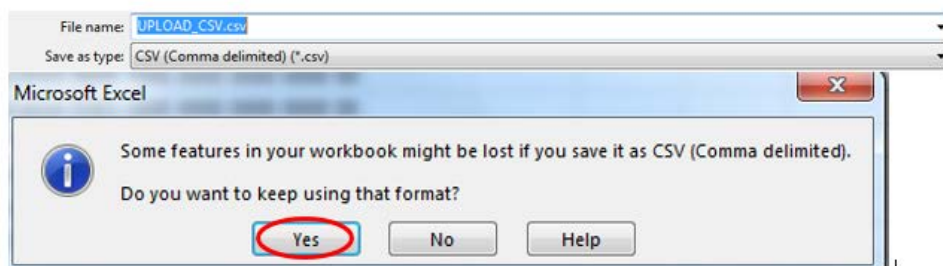 File name: UPLOAD_CSV.csv
Save as type: CSV (Comma delimited) (*.csv)
Microsoft Excel
Some features in your workbook might be lost if you save it as CSV (Comma delimited).
Do you want to keep using that format?
Yes No Help